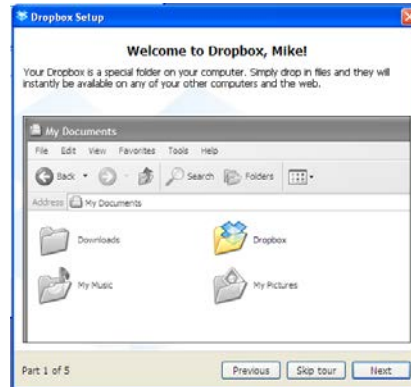 Dropbox Setup
Welcome to Dropbox, Mike!
Your Dropbox is a special folder on your computer. Simply drop in files and they will
instantly be available on any of your other computers and the web.
My Documents
File Edit View Favorites Tools Help
Back Search Folders
Address My Documents
Downloads Dropbox
My Music My Pictures
Part 1 of 5 Previous Skip tour Next